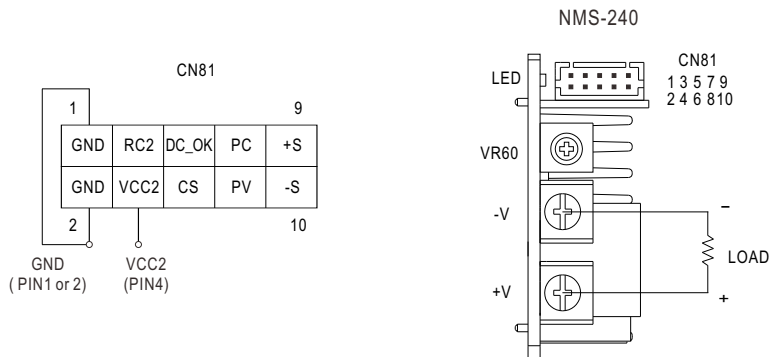 NMS-240
CN81
1 9
GND RC2 DC_OK PC +S
GND VCC2 CS PV -S
2 10
GND
( PIN1 or 2)
VCC2
(PIN4)
LED
CN81
1 3 5 7 9
2 4 6 8 10
VR60
-V
+V
−
LOAD
+